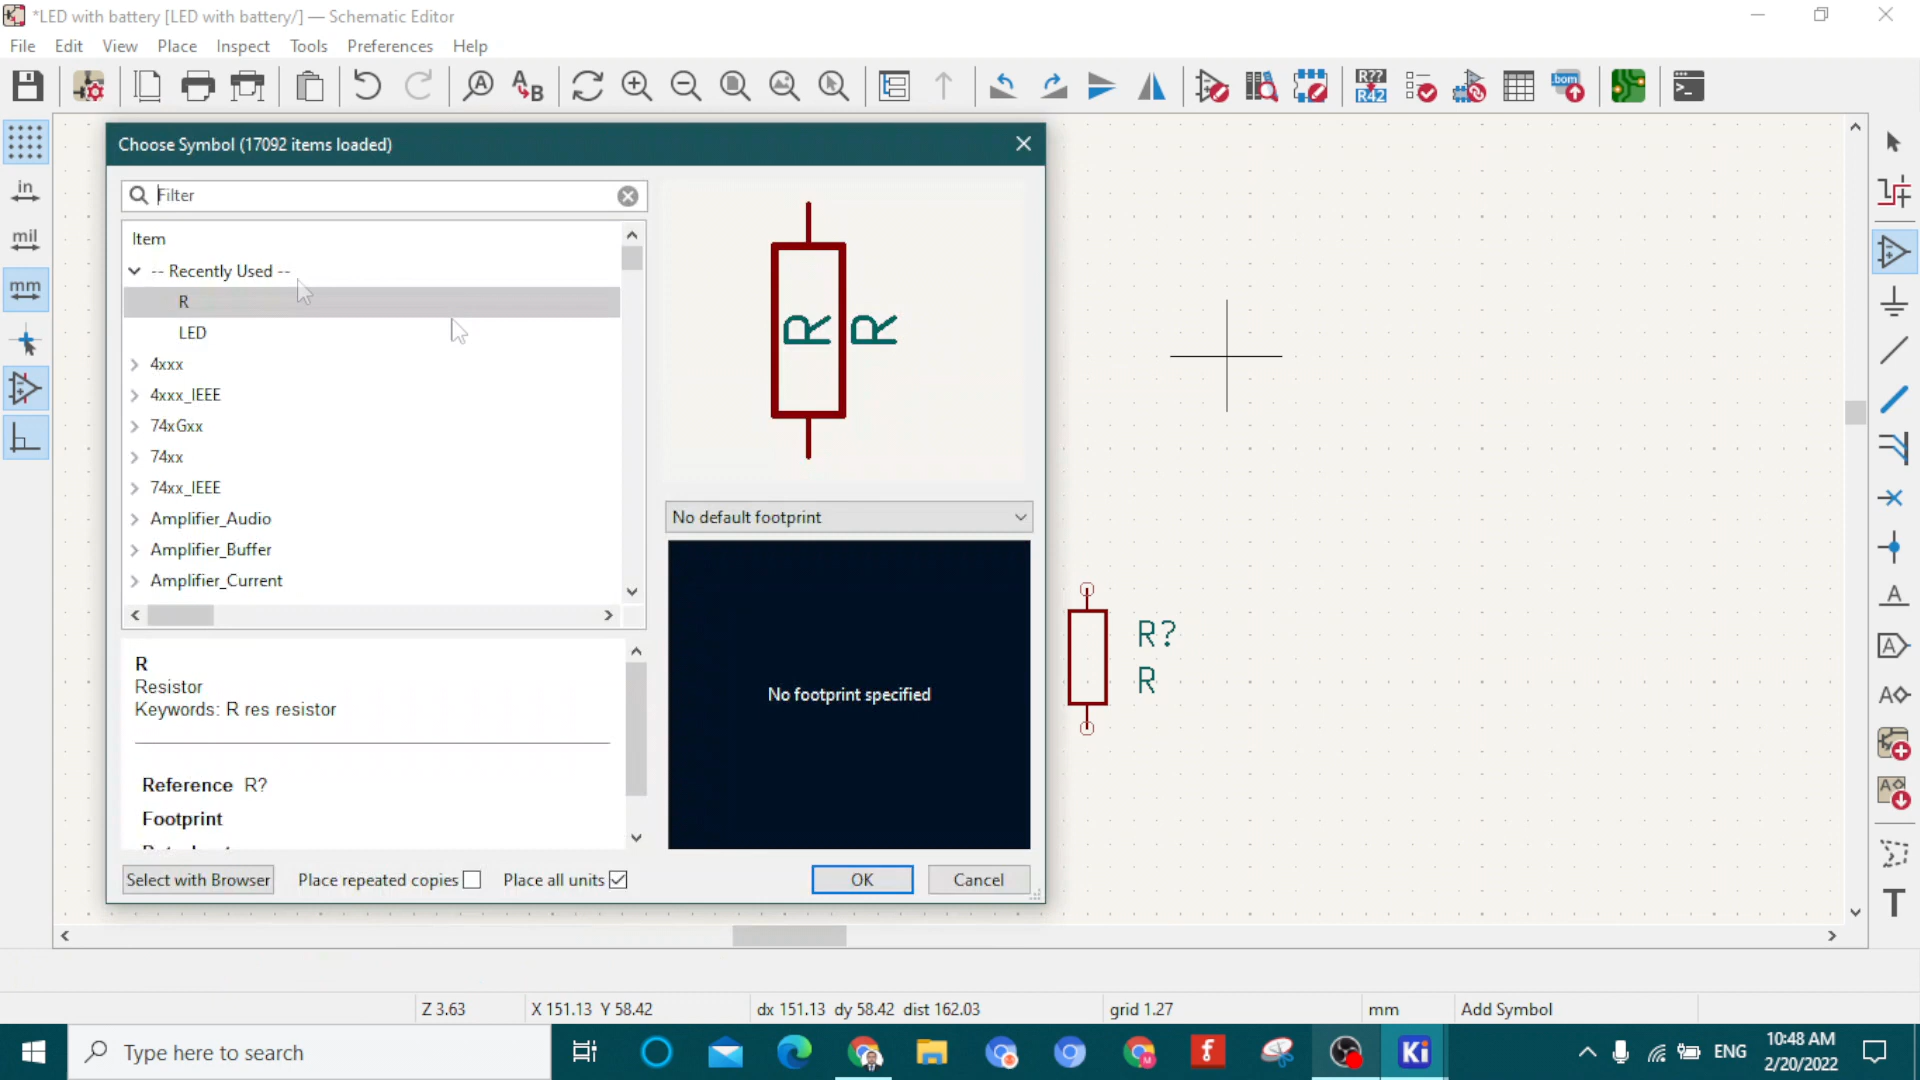 *LED with battery [LED with battery/] — Schematic Editor
File Edit View Place Inspect Tools Preferences Help
A
A B
R??
R42
.bom
Choose Symbol (17092 items loaded)
in
mil
mm
Filter
Item
-- Recently Used --
R
LED
4xxx
4xxx_IEEE
74xGxx
74xx
74xx_IEEE
Amplifier_Audio
Amplifier_Buffer
Amplifier_Current
R R
No default footprint
No footprint specified
R
Resistor
Keywords: R res resistor
Reference R?
Footprint
Select with Browser Place repeated copies Place all units OK Cancel
R?
R
A
A
A
A
T
Z 3.63 X 151.13 Y 58.42 dx 151.13 dy 58.42 dist 162.03 grid 1.27 mm Add Symbol
Type here to search
M
f
Ki
ENG
10:48 AM
2/20/2022